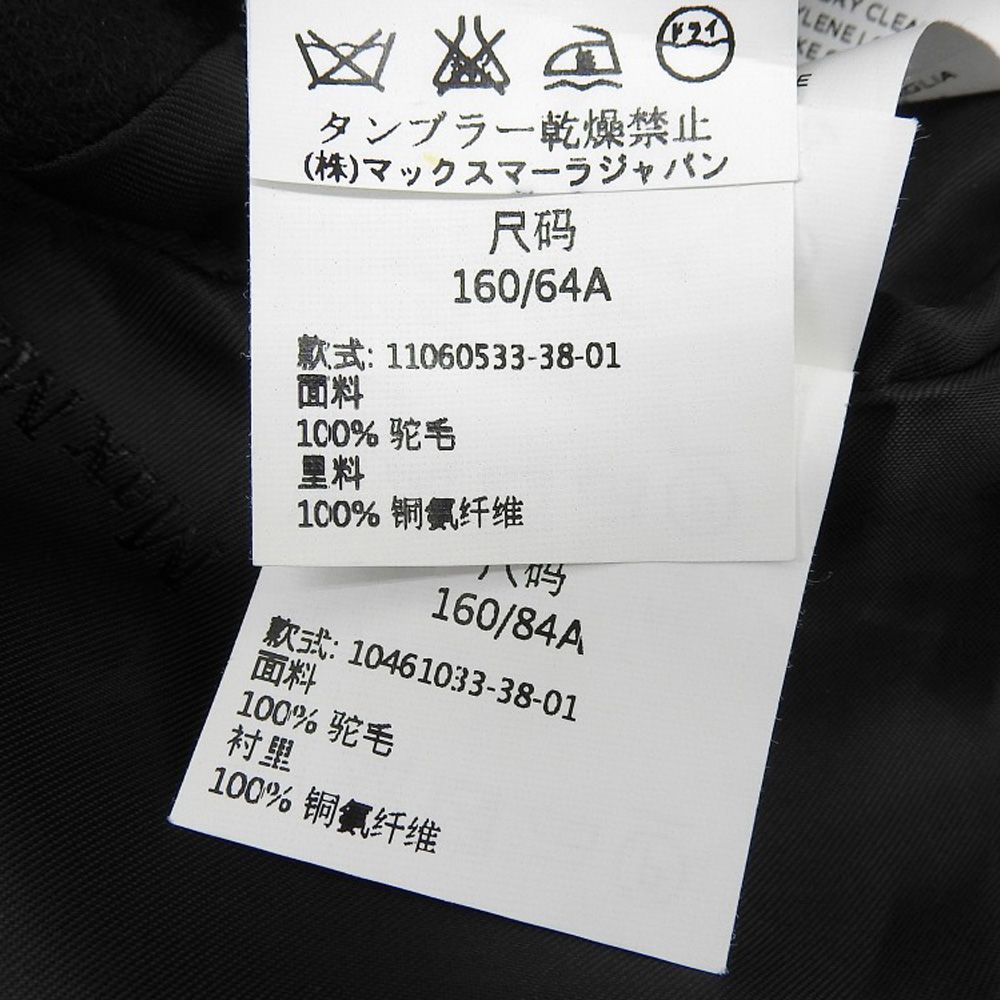 ドライ
タンブラー乾燥禁止
(株)マックスマーラジャパン
尺码
160/64A
款式: 11060533-38-01
面料
100% 驼毛
里料
100% 铜氨纤维
尺码
160/84A
款式: 10461033-38-01
面料
100% 驼毛
衬里
100% 铜氨纤维